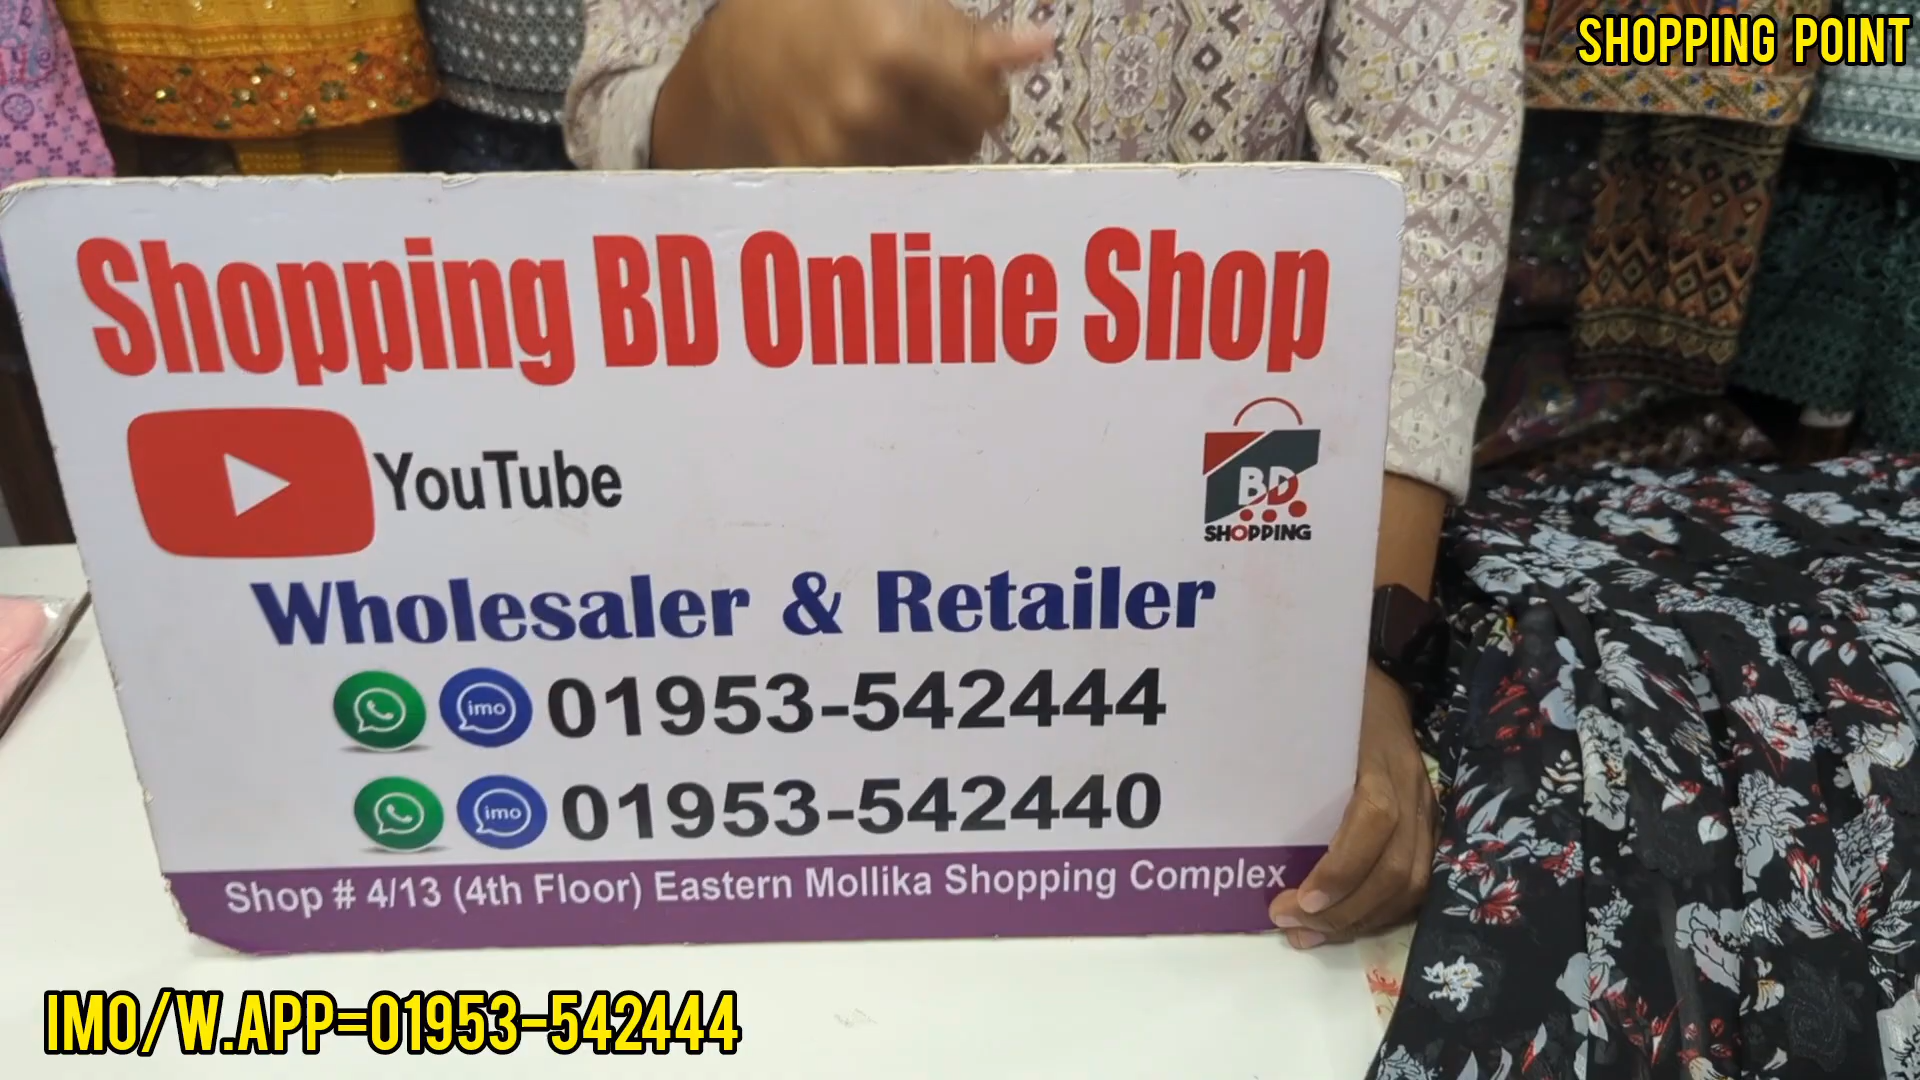 SHOPPING POINT
Shopping BD Online Shop
YouTube
BD
SHOPPING
Wholesaler & Retailer
imo 01953-542444
imo 01953-542440
Shop # 4/13 (4th Floor) Eastern Mollika Shopping Complex
IMO/W.APP=01953-542444